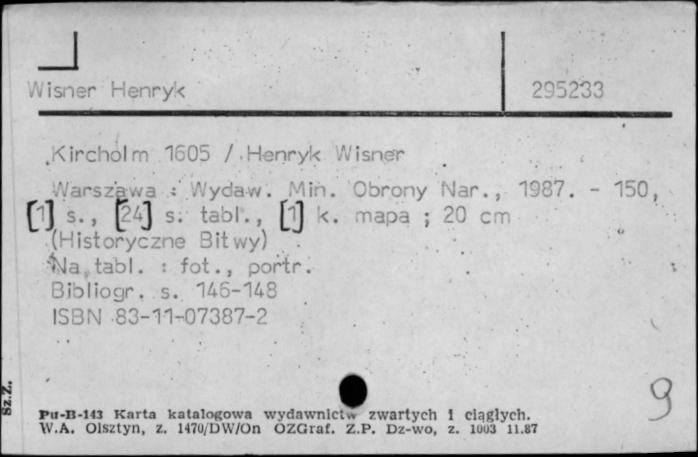 Wisner Henryk 295233
Kircholm 1605 / Henryk Wisner
Warszawa : Wydaw. Min. Obrony Nar., 1987. - 150,
[1] s., [24] s. tabl., [1] k. mapa ; 20 cm
(Historyczne Bitwy)
Na tabl. : fot., portr.
Bibliogr. s. 146-148
ISBN 83-11-07387-2
9
Sz.Z.
Pu-B-143 Karta katalogowa wydawnictw zwartych i ciągłych.
W.A. Olsztyn, z. 1470/DW/On OZGraf. Z.P. Dz-wo, z. 1003 11.87